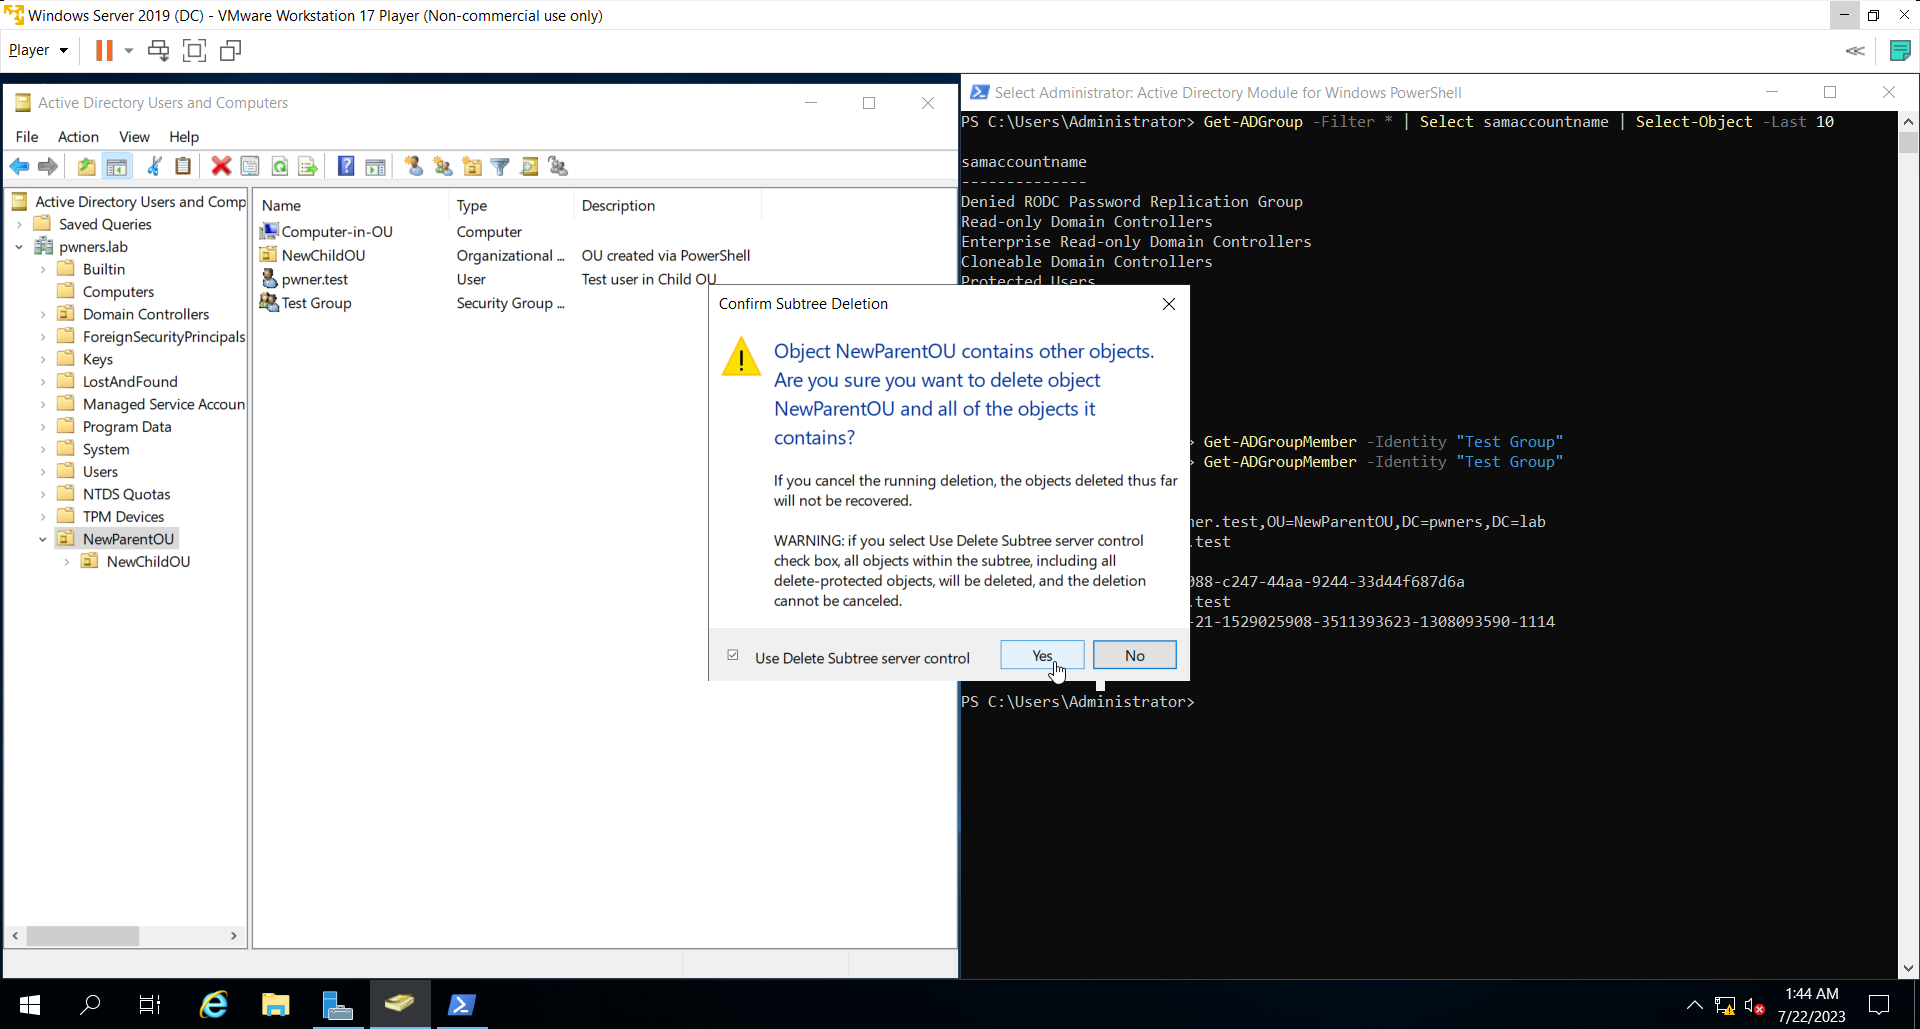 Windows Server 2019 (DC) - VMware Workstation 17 Player (Non-commercial use only)
Player
Active Directory Users and Computers
File Action View Help
Active Directory Users and Comp
Saved Queries
pwners.lab
Builtin
Computers
Domain Controllers
ForeignSecurityPrincipals
Keys
LostAndFound
Managed Service Accoun
Program Data
System
Users
NTDS Quotas
TPM Devices
NewParentOU
NewChildOU
Name Type Description
Computer-in-OU Computer
NewChildOU Organizational ... OU created via PowerShell
pwner.test User Test user in Child OU
Test Group Security Group ...
Confirm Subtree Deletion
Object NewParentOU contains other objects.
Are you sure you want to delete object
NewParentOU and all of the objects it
contains?
If you cancel the running deletion, the objects deleted thus far
will not be recovered.
WARNING: if you select Use Delete Subtree server control
check box, all objects within the subtree, including all
delete-protected objects, will be deleted, and the deletion
cannot be canceled.
Use Delete Subtree server control
Yes
No
Select Administrator: Active Directory Module for Windows PowerShell
PS C:\Users\Administrator> Get-ADGroup -Filter * | Select samaccountname | Select-Object -Last 10
samaccountname
--------------
Denied RODC Password Replication Group
Read-only Domain Controllers
Enterprise Read-only Domain Controllers
Cloneable Domain Controllers
Protected Users
> Get-ADGroupMember -Identity "Test Group"
> Get-ADGroupMember -Identity "Test Group"
ner.test,OU=NewParentOU,DC=pwners,DC=lab
.test
088-c247-44aa-9244-33d44f687d6a
.test
-21-1529025908-3511393623-1308093590-1114
PS C:\Users\Administrator>
1:44 AM
7/22/2023